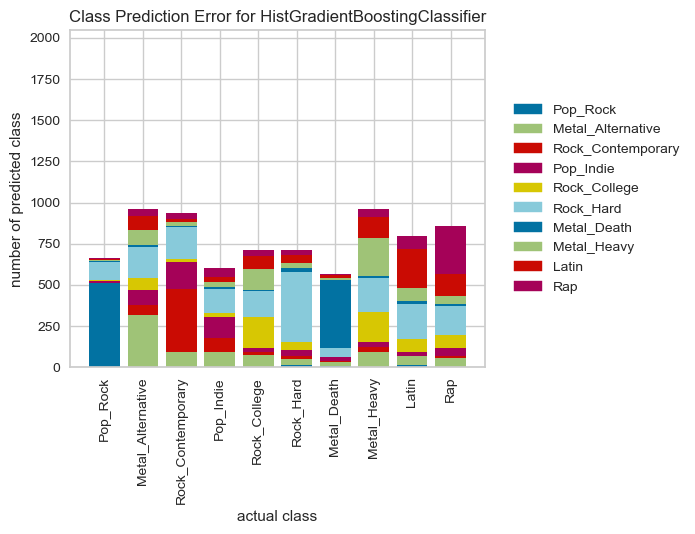 Class Prediction Error for HistGradientBoostingClassifier
number of predicted class
2000
1750
1500
1250
1000
750
500
250
0
Pop_Rock
Metal_Alternative
Rock_Contemporary
Pop_Indie
Rock_College
Rock_Hard
Metal_Death
Metal_Heavy
Latin
Rap
actual class
Pop_Rock
Metal_Alternative
Rock_Contemporary
Pop_Indie
Rock_College
Rock_Hard
Metal_Death
Metal_Heavy
Latin
Rap